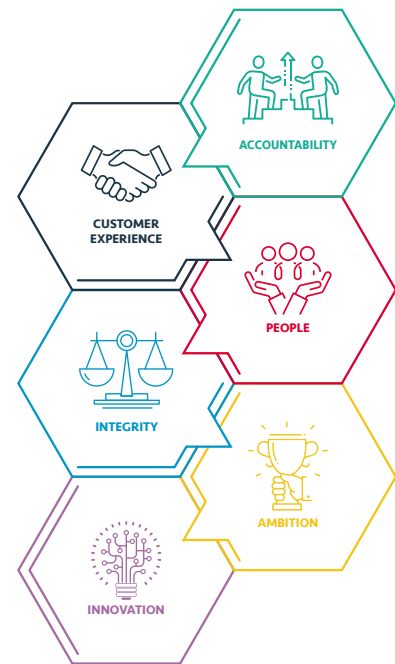 ACCOUNTABILITY
CUSTOMER
EXPERIENCE
PEOPLE
INTEGRITY
AMBITION
INNOVATION